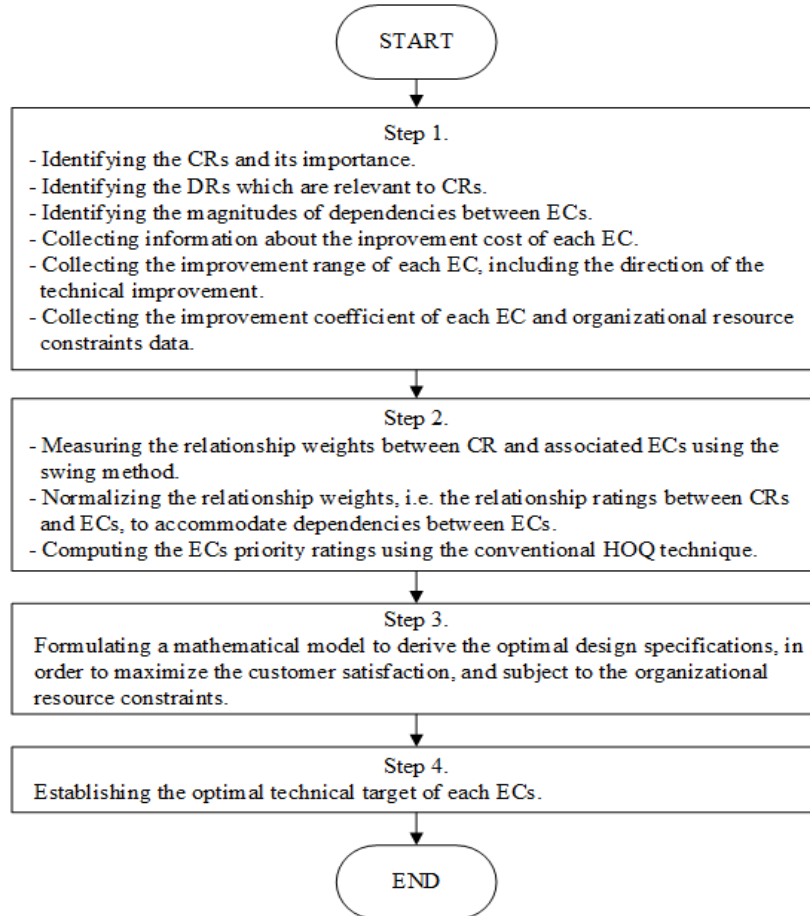 START
Step 1.
- Identifying the CRs and its importance.
- Identifying the DRs which are relevant to CRs.
- Identifying the magnitudes of dependencies between ECs.
- Collecting information about the inprovement cost of each EC.
- Collecting the improvement range of each EC, including the direction of the
technical improvement.
- Collecting the improvement coefficient of each EC and organizational resource
constraints data.
Step 2.
- Measuring the relationship weights between CR and associated ECs using the
swing method.
- Normalizing the relationship weights, i.e. the relationship ratings between CRs
and ECs, to accommodate dependencies between ECs.
- Computing the ECs priority ratings using the conventional HOQ technique.
Step 3.
Formulating a mathematical model to derive the optimal design specifications, in
order to maximize the customer satisfaction, and subject to the organizational
resource constraints.
Step 4.
Establishing the optimal technical target of each ECs.
END